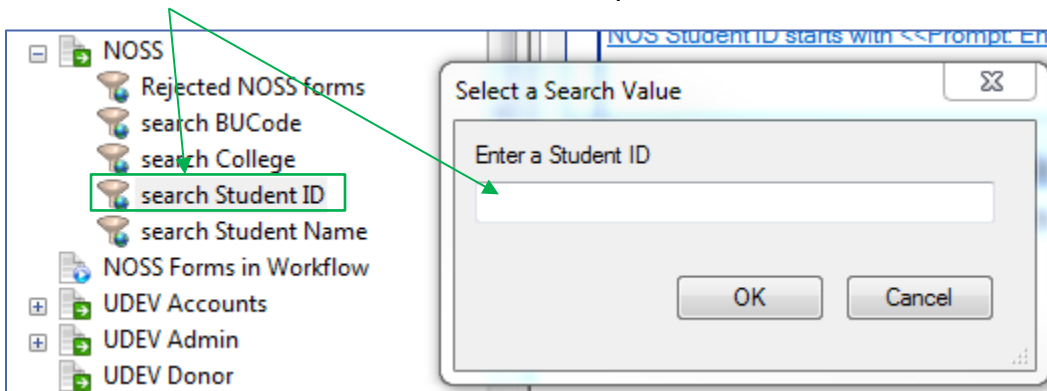 NOSS
Rejected NOSS forms
search BUCode
search College
search Student ID
search Student Name
NOSS Forms in Workflow
UDEV Accounts
UDEV Admin
UDEV Donor
NOS Student ID starts with <<Prompt: En
Select a Search Value
Enter a Student ID
OK Cancel